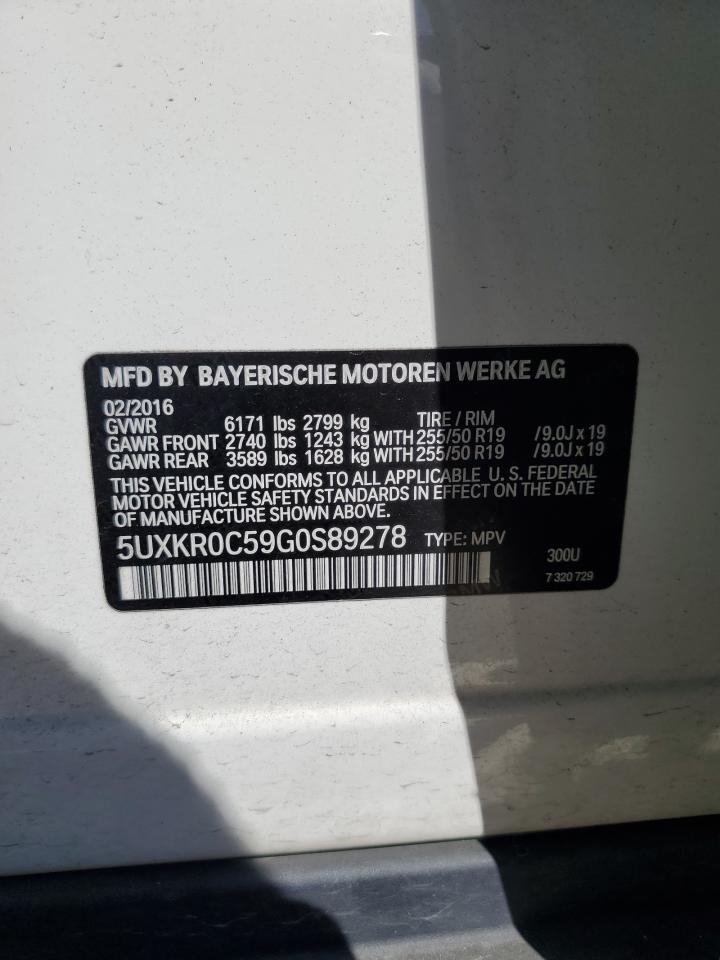 MFD BY BAYERISCHE MOTOREN WERKE AG
02/2016
GVWR 6171 lbs 2799 kg TIRE / RIM
GAWR FRONT 2740 lbs 1243 kg WITH 255/50 R19 /9.0J x 19
GAWR REAR 3589 lbs 1628 kg WITH 255/50 R19 /9.0J x 19
THIS VEHICLE CONFORMS TO ALL APPLICABLE U. S. FEDERAL
MOTOR VEHICLE SAFETY STANDARDS IN EFFECT ON THE DATE
OF MANUFACTURE SHOWN ABOVE.
5UXKR0C59G0S89278 TYPE: MPV
300U
7 320 729